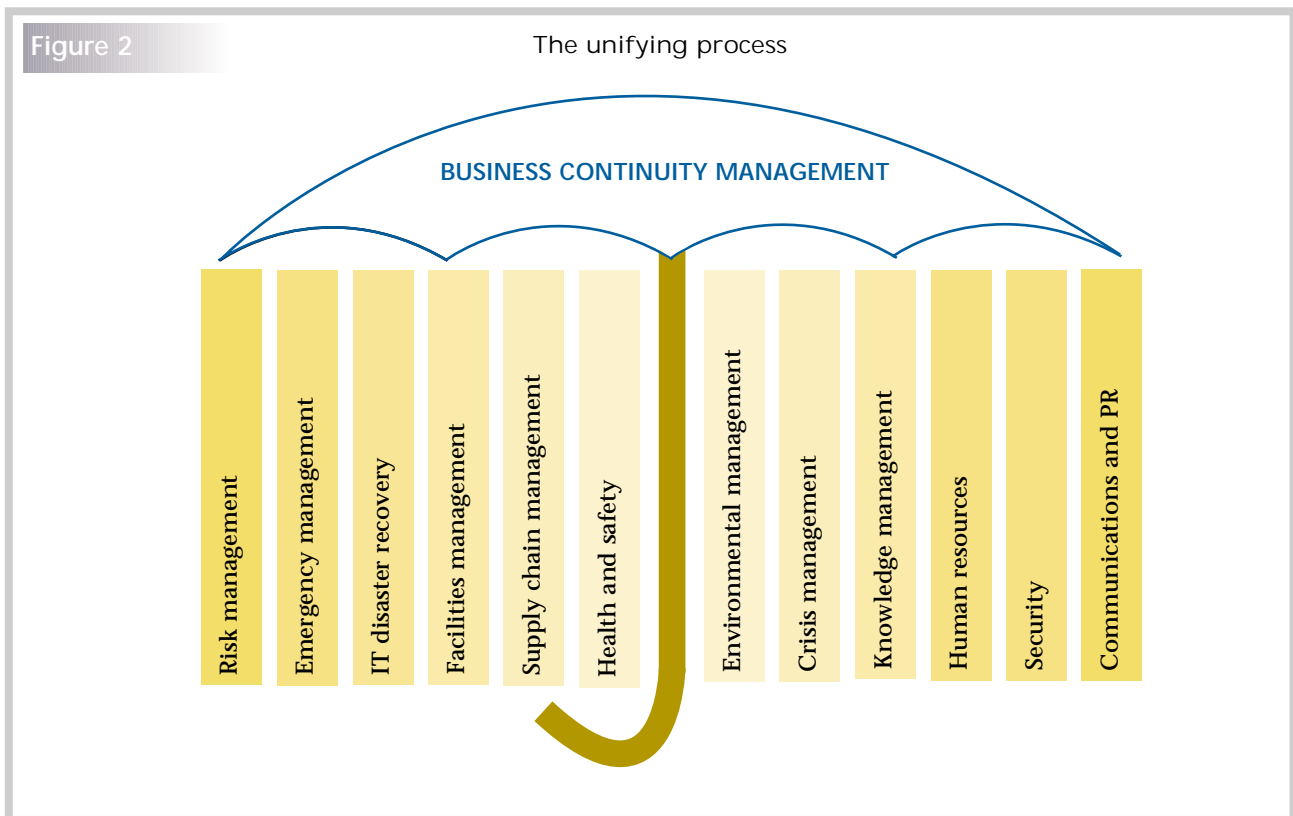 Figure 2
The unifying process
BUSINESS CONTINUITY MANAGEMENT
Risk management
Emergency management
IT disaster recovery
Facilities management
Supply chain management
Health and safety
Environmental management
Crisis management
Knowledge management
Human resources
Security
Communications and PR